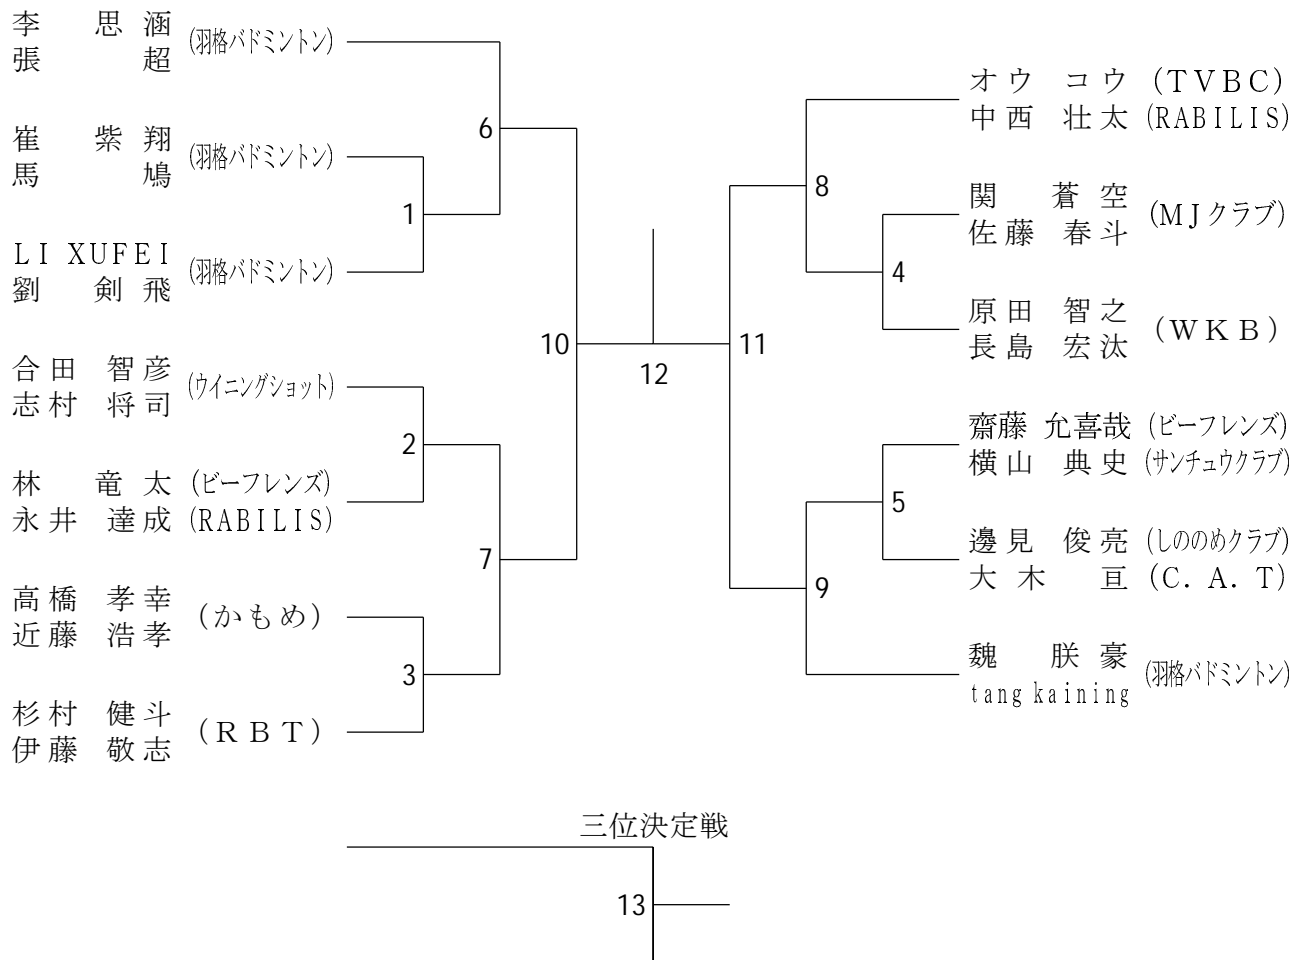 李 思涵 (羽格バドミントン)
張 超
崔 紫翔 (羽格バドミントン)
馬 鳩
LI XUFEI (羽格バドミントン)
劉 剣飛
合田 智彦 (ウイニングショット)
志村 将司
林 竜太 (ビーフレンズ)
永井 達成 (RABILIS)
高橋 孝幸 (かもめ)
近藤 浩孝
杉村 健斗 (RBT)
伊藤 敬志
6
1
2
7
3
10
12
11
8
4
5
9
オウ コウ (TVBC)
中西 壮太 (RABILIS)
関 蒼空 (MJクラブ)
佐藤 春斗
原田 智之 (WKB)
長島 宏汰
齋藤 允喜哉 (ビーフレンズ)
横山 典史 (サンチュウクラブ)
邊見 俊亮 (しののめクラブ)
大木 亘 (C.A.T)
魏 朕豪 (羽格バドミントン)
tang kaining
三位決定戦
13